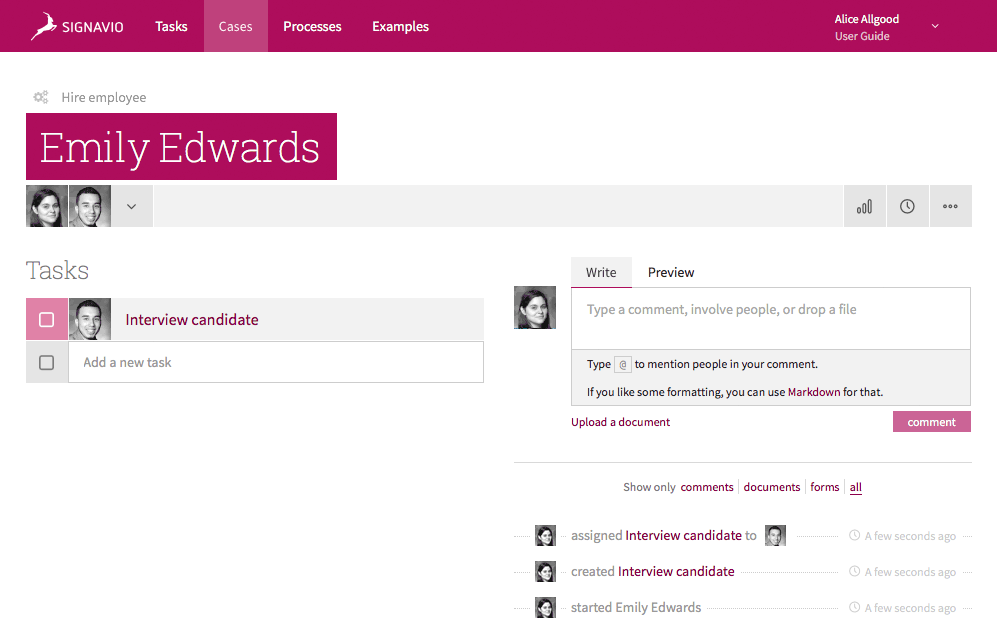 SIGNAVIO Tasks Cases Processes Examples Alice Allgood
User Guide
Hire employee
Emily Edwards
Tasks
Interview candidate
Add a new task
Write Preview
Type a comment, involve people, or drop a file
Type @ to mention people in your comment.
If you like some formatting, you can use Markdown for that.
Upload a document comment
Show only comments documents forms all
assigned Interview candidate to A few seconds ago
created Interview candidate A few seconds ago
started Emily Edwards A few seconds ago